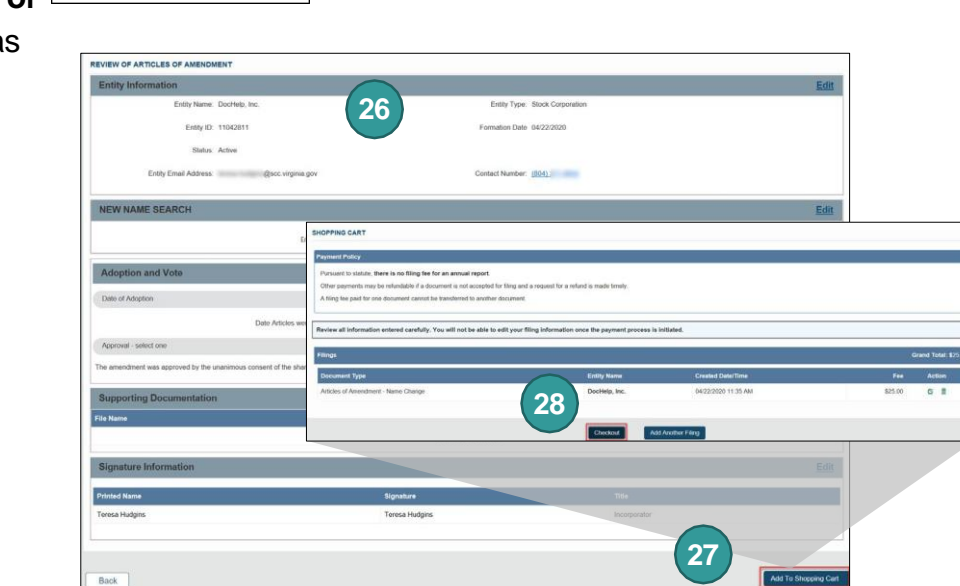 or
as
REVIEW OF ARTICLES OF AMENDMENT
Entity Information Edit
26
Entity Name: DocHelp, Inc. Entity Type: Stock Corporation
Entity ID: 11042811 Formation Date: 04/22/2020
Status: Active
Entity Email Address: @scc.virginia.gov Contact Number: (804)
NEW NAME SEARCH Edit
SHOPPING CART
Payment Policy
Pursuant to statute, there is no filing fee for an annual report.
Other payments may be refundable if a document is not accepted for filing and a request for a refund is made timely.
A filing fee paid for one document cannot be transferred to another document.
Review all information entered carefully. You will not be able to edit your filing information once the payment process is initiated.
Filings Grand Total: $25
Document Type Entity Name Created Date/Time Fee Action
Articles of Amendment - Name Change DocHelp, Inc. 04/22/2020 11:35 AM $25.00
28
Checkout Add Another Filing
Adoption and Vote
Date of Adoption
Date Articles
Approval - select one
The amendment was approved by the unanimous consent of the
Supporting Documentation
File Name
Signature Information Edit
Printed Name Signature Title
Teresa Hudgins Teresa Hudgins Incorporator
27
Back Add To Shopping Cart